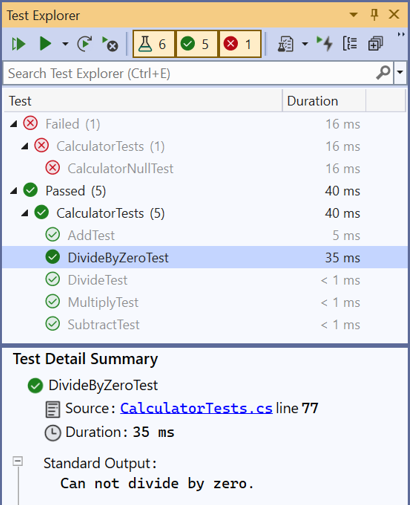 Test Explorer
6 5 1
Search Test Explorer (Ctrl+E)
Test Duration
Failed (1) 16 ms
CalculatorTests (1) 16 ms
CalculatorNullTest 16 ms
Passed (5) 40 ms
CalculatorTests (5) 40 ms
AddTest 5 ms
DivideByZeroTest 35 ms
DivideTest < 1 ms
MultiplyTest < 1 ms
SubtractTest < 1 ms
Test Detail Summary
DivideByZeroTest
Source: CalculatorTests.cs line 77
Duration: 35 ms
Standard Output:
Can not divide by zero.